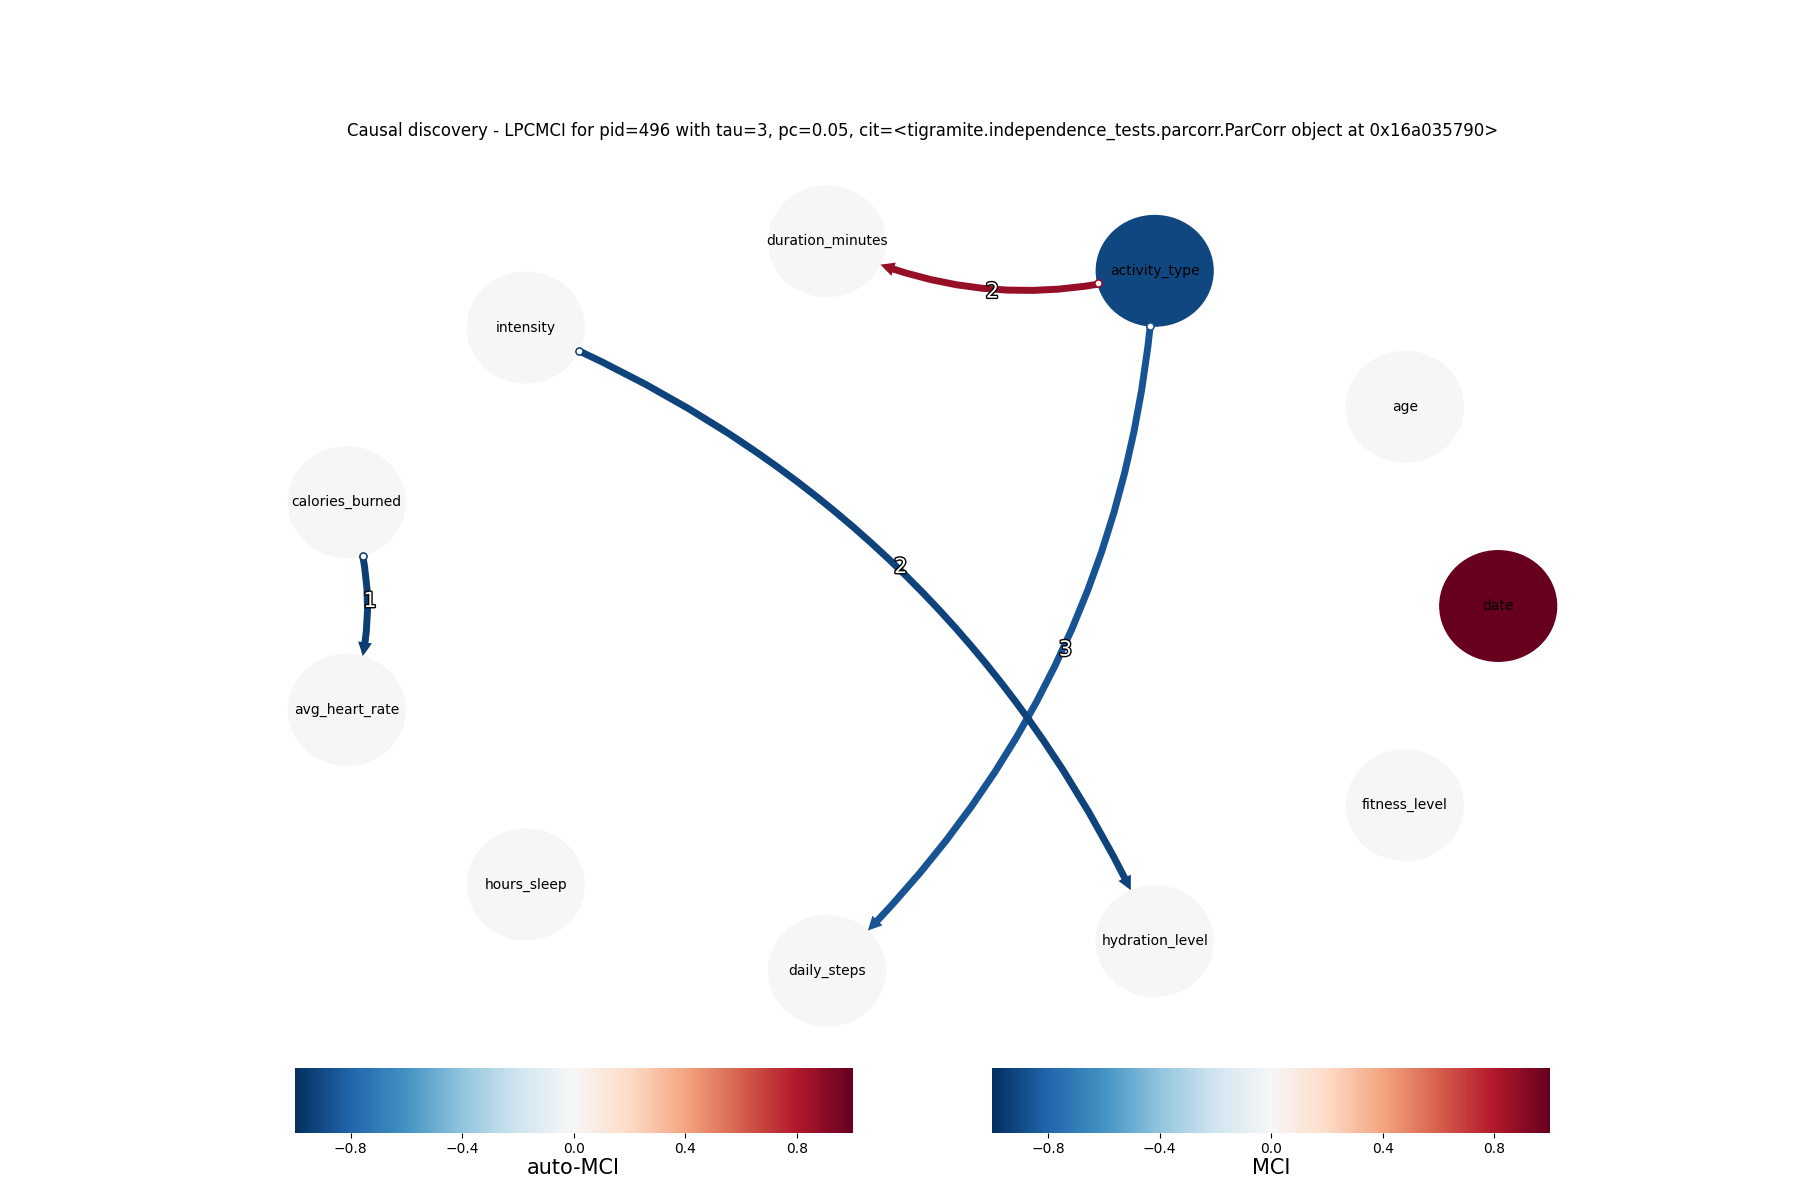 Causal discovery - LPCMCI for pid=496 with tau=3, pc=0.05, cit=<tigramite.independence_tests.parcorr.ParCorr object at 0x16a035790>
duration_minutes
activity_type
2
intensity
age
calories_burned
2
1
date
3
avg_heart_rate
fitness_level
hours_sleep
hydration_level
daily_steps
−0.8 −0.4 0.0 0.4 0.8
auto-MCI
−0.8 −0.4 0.0 0.4 0.8
MCI